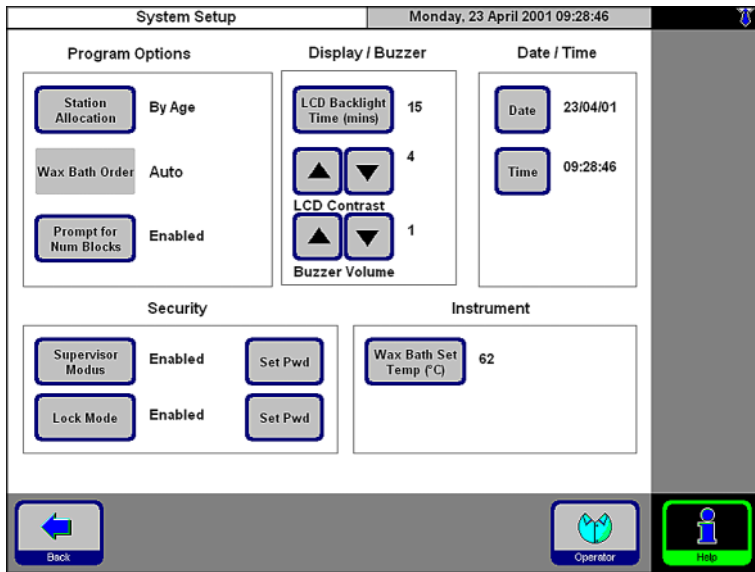 System Setup
Monday, 23 April 2001 09:28:46
Program Options
Station
Allocation
By Age
Wax Bath Order
Auto
Prompt for
Num Blocks
Enabled
Display / Buzzer
LCD Backlight
Time (mins)
15
4
LCD Contrast
1
Buzzer Volume
Date / Time
Date
23/04/01
Time
09:28:46
Security
Supervisor
Modus
Enabled
Set Pwd
Lock Mode
Enabled
Set Pwd
Instrument
Wax Bath Set
Temp (°C)
62
Back
Operator
Help